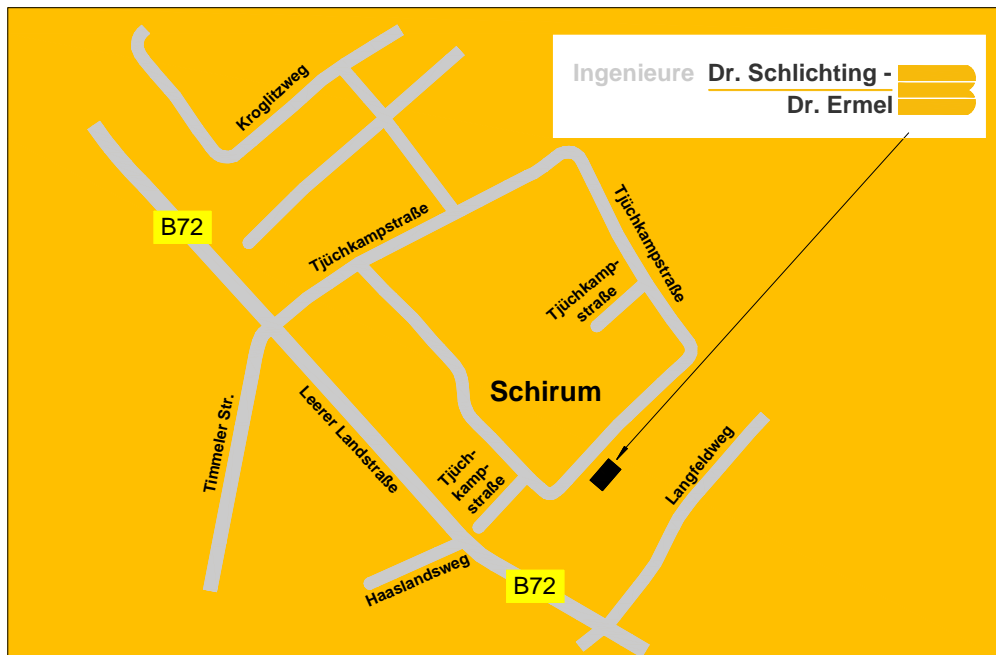 Ingenieure Dr. Schlichting -
Dr. Ermel
Kroglitzweg
B72
Tjüchkampstraße
Tjüchkampstraße
Tjüchkamp-
straße
Schirum
Leerer Landstraße
Timmeler Str.
Tjüch-
kamp-
straße
Langfeldweg
Haaslandsweg
B72